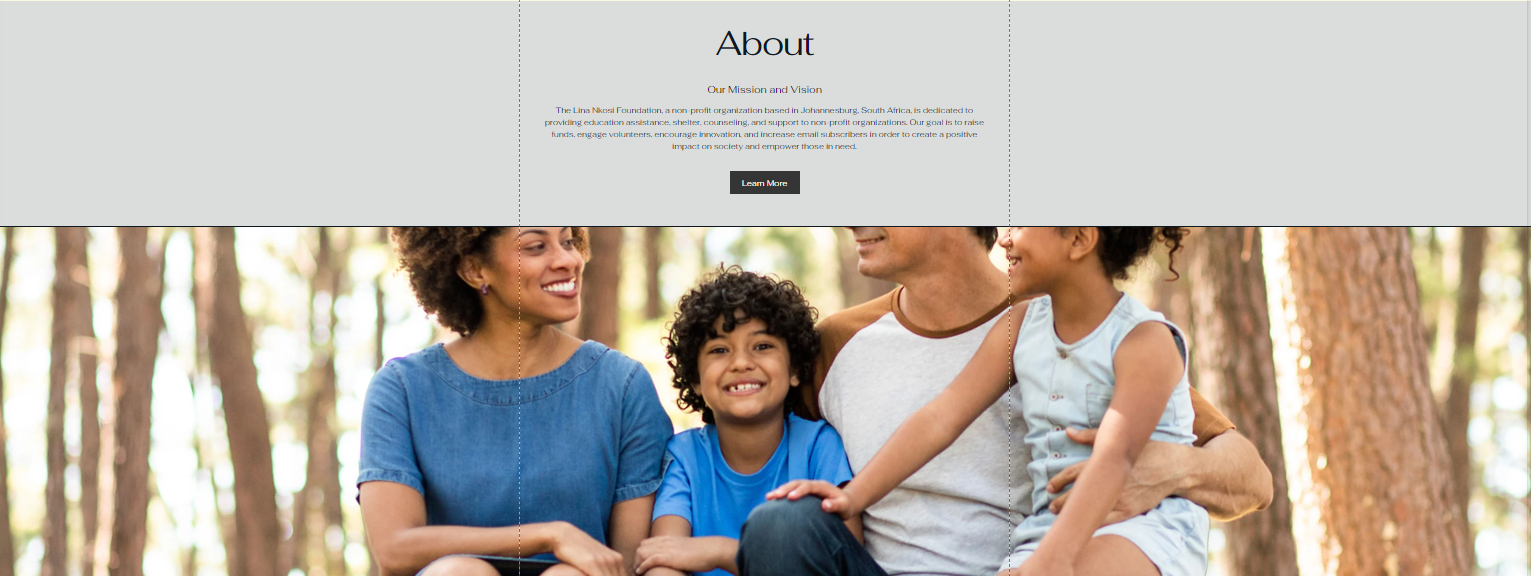 About
Our Mission and Vision
The Lina Nkosi Foundation, a non-profit organization based in Johannesburg, South Africa, is dedicated to
providing education assistance, shelter, counseling, and support to non-profit organizations. Our goal is to raise
funds, engage volunteers, encourage innovation, and increase email subscribers in order to create a positive
impact on society and empower those in need.
Learn More